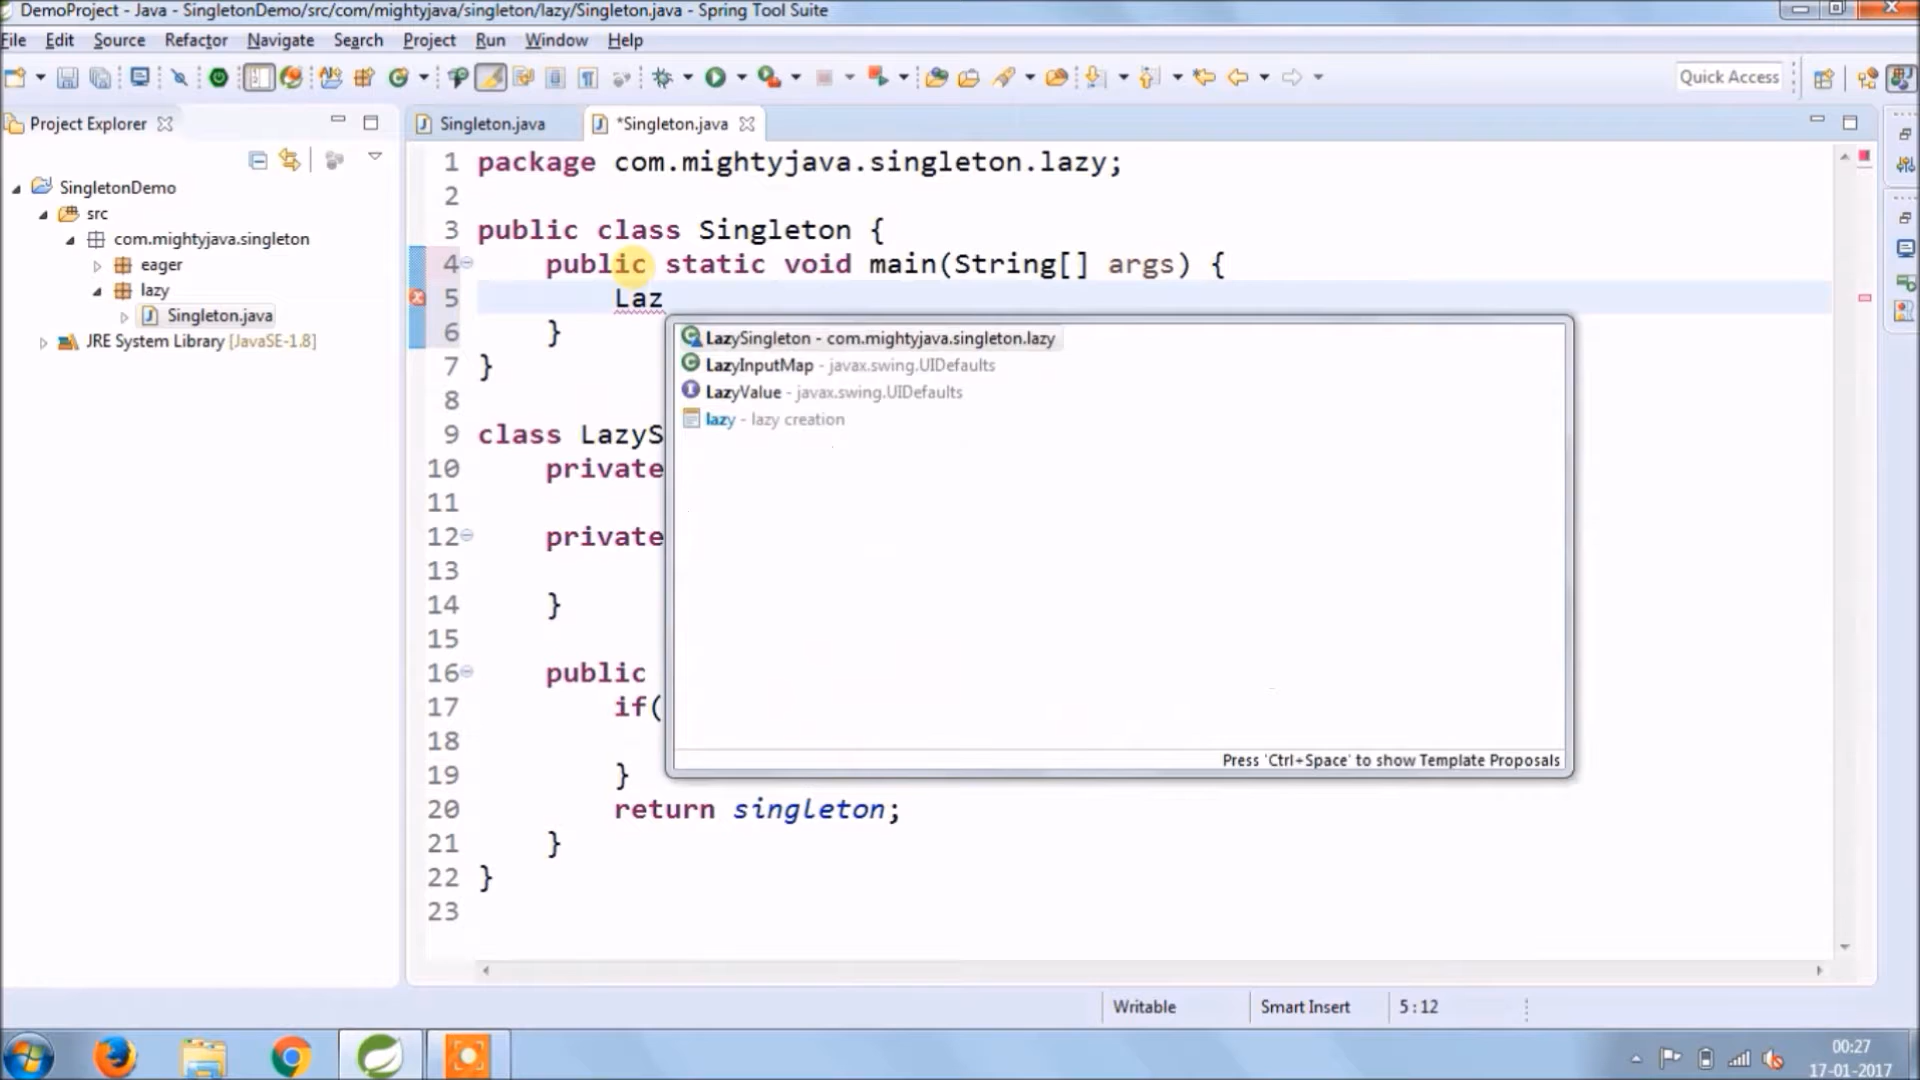 DemoProject - Java - SingletonDemo/src/com/mightyjava/singleton/lazy/Singleton.java - Spring Tool Suite
File Edit Source Refactor Navigate Search Project Run Window Help
Quick Access
Project Explorer
Singleton.java
*Singleton.java
SingletonDemo
src
com.mightyjava.singleton
eager
lazy
Singleton.java
JRE System Library [JavaSE-1.8]
1 package com.mightyjava.singleton.lazy;
2
3 public class Singleton {
4 public static void main(String[] args) {
5 Laz
6 }
7 }
8
9 class LazyS
10 private
11
12 private
13
14 }
15
16 public
17 if(
18
19 }
20 return singleton;
21 }
22 }
23
LazySingleton - com.mightyjava.singleton.lazy
LazyInputMap - javax.swing.UIDefaults
LazyValue - javax.swing.UIDefaults
lazy - lazy creation
Press 'Ctrl+Space' to show Template Proposals
Writable
Smart Insert
5 : 12
00:27
17-01-2017